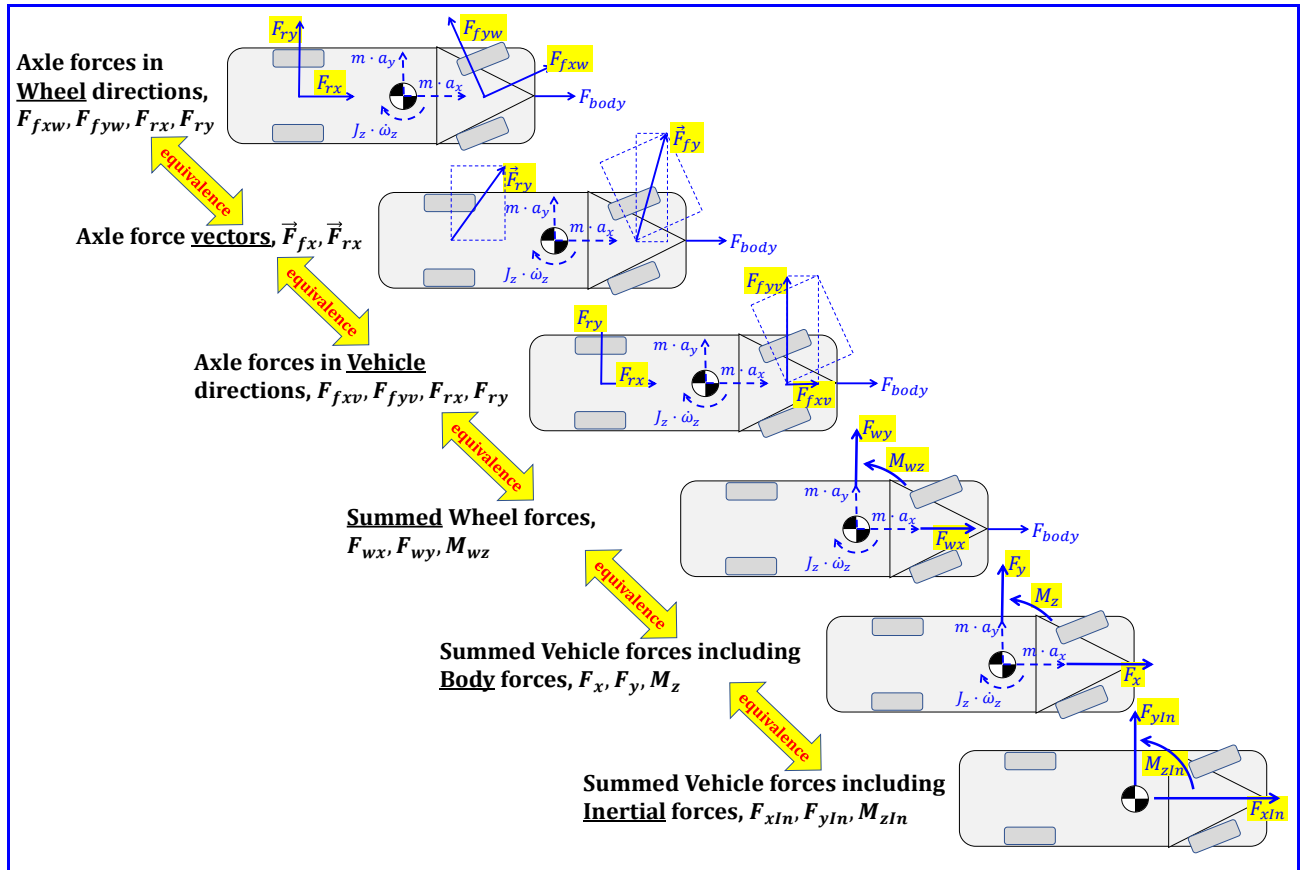 Axle forces in
Wheel directions,
F_fxw, F_fyw, F_rx, F_ry
F_ry
F_rx
m · a_y
m · a_x
J_z · ω̇_z
F_fyw
F_fxw
F_body
equivalence
Axle force vectors, F⃗_fx, F⃗_rx
F⃗_ry
m · a_y
m · a_x
J_z · ω̇_z
F⃗_fy
F_body
equivalence
Axle forces in Vehicle
directions, F_fxv, F_fyv, F_rx, F_ry
F_ry
F_rx
m · a_y
m · a_x
J_z · ω̇_z
F_fyv
F_fxv
F_body
equivalence
Summed Wheel forces,
F_wx, F_wy, M_wz
F_wy
M_wz
m · a_y
m · a_x
J_z · ω̇_z
F_wx
F_body
equivalence
Summed Vehicle forces including
Body forces, F_x, F_y, M_z
F_y
M_z
m · a_y
m · a_x
J_z · ω̇_z
F_x
equivalence
Summed Vehicle forces including
Inertial forces, F_xIn, F_yIn, M_zIn
F_yIn
M_zIn
F_xIn